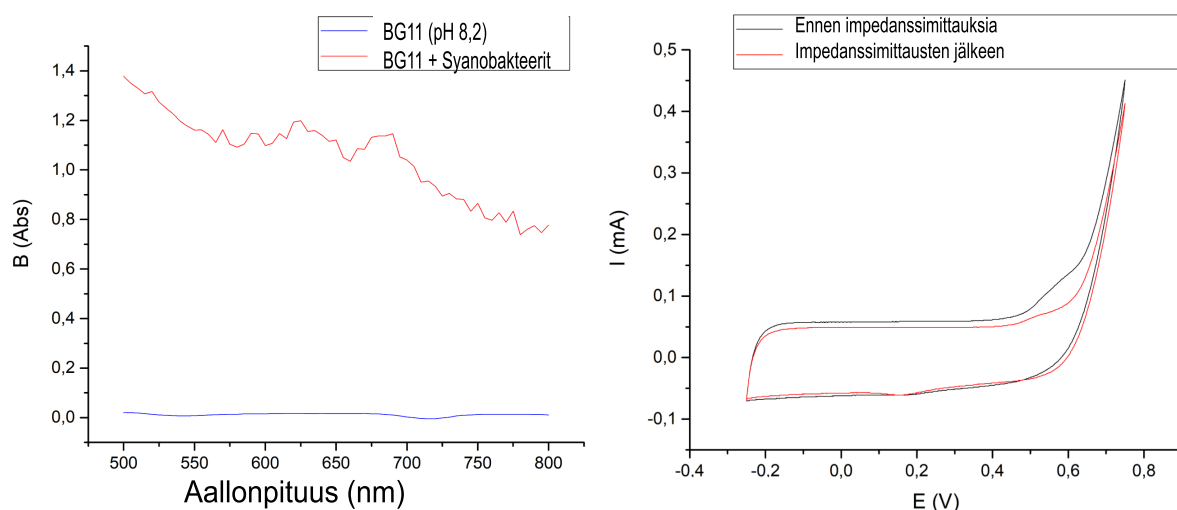 BG11 (pH 8,2)
BG11 + Syanobakteerit
1,4
1,2
1,0
0,8
0,6
0,4
0,2
0,0
B (Abs)
500 550 600 650 700 750 800
Aallonpituus (nm)
Ennen impedanssimittauksia
Impedanssimittausten jälkeen
0,5
0,4
0,3
0,2
0,1
0,0
-0,1
I (mA)
-0,4 -0,2 0,0 0,2 0,4 0,6 0,8
E (V)